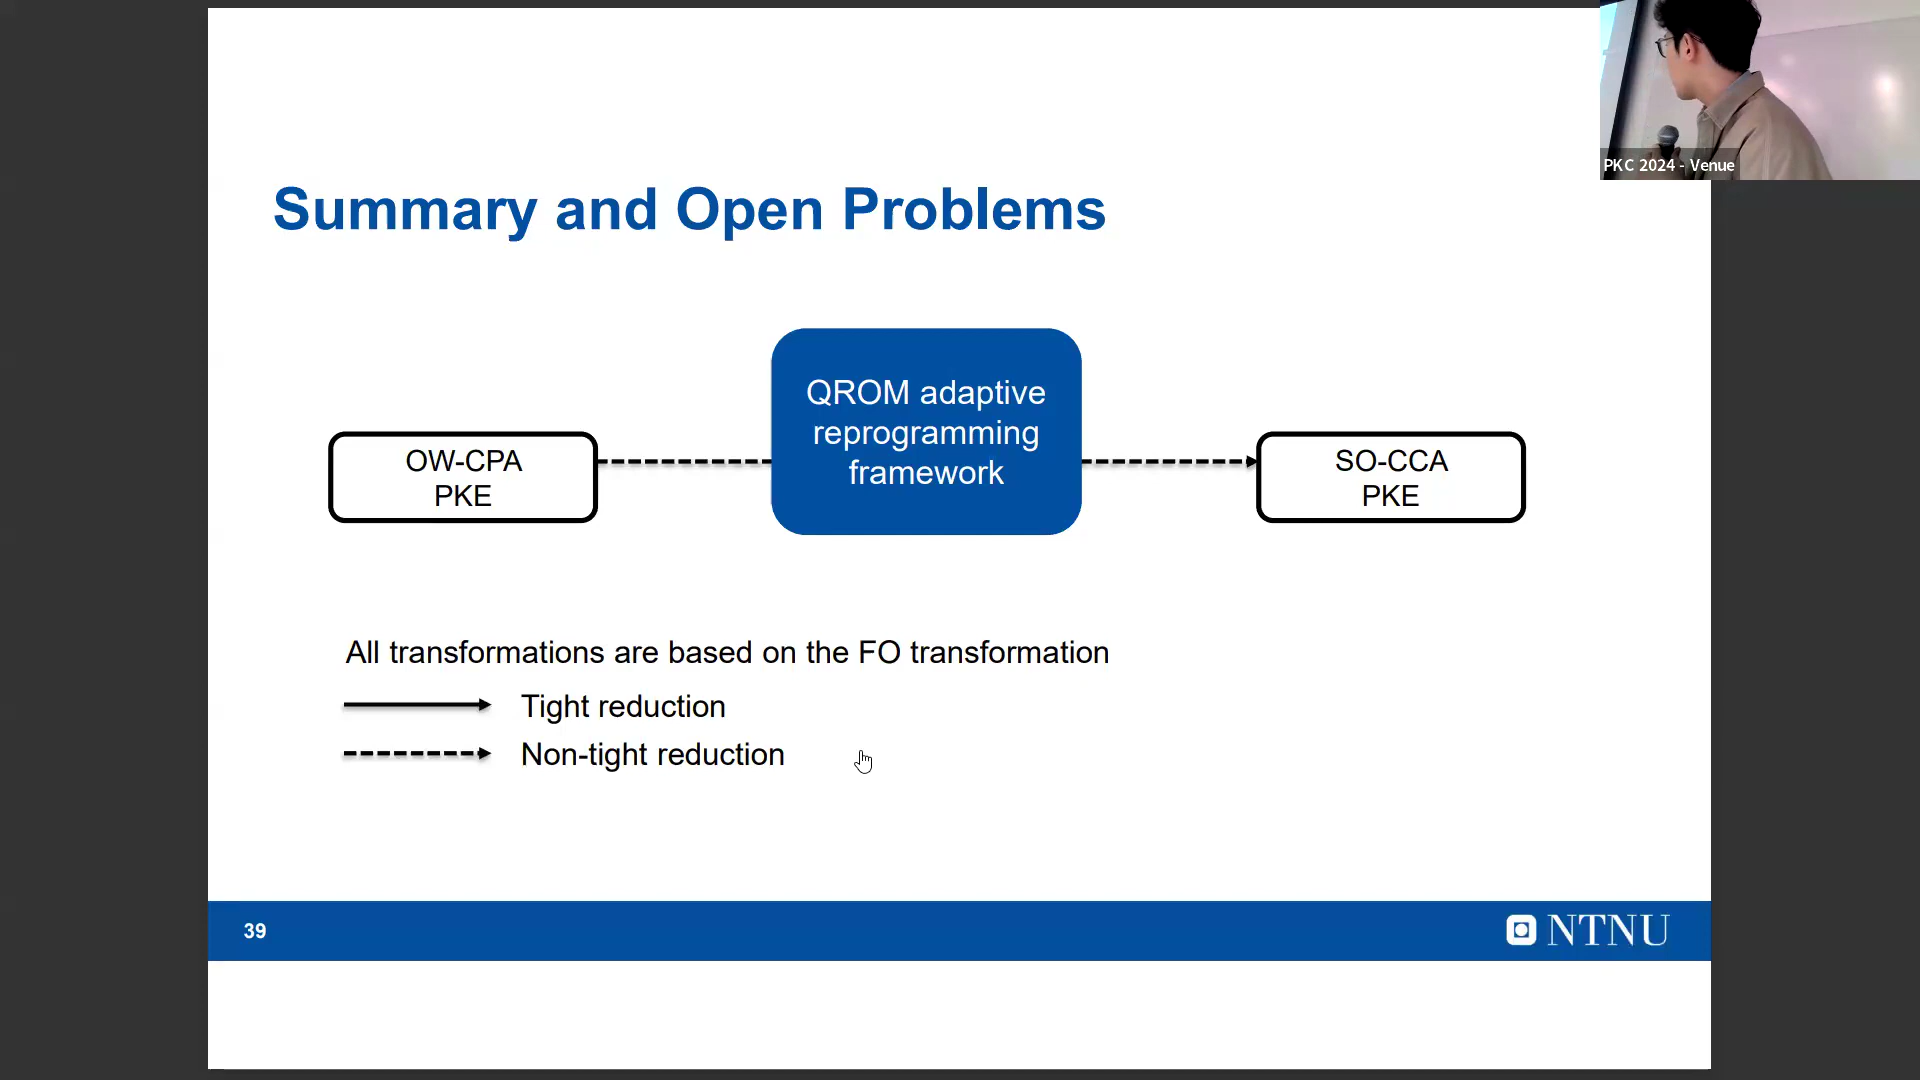 PKC 2024 - Venue
Summary and Open Problems
QROM adaptive
reprogramming
framework
OW-CPA
PKE
SO-CCA
PKE
All transformations are based on the FO transformation
Tight reduction
Non-tight reduction
39
NTNU